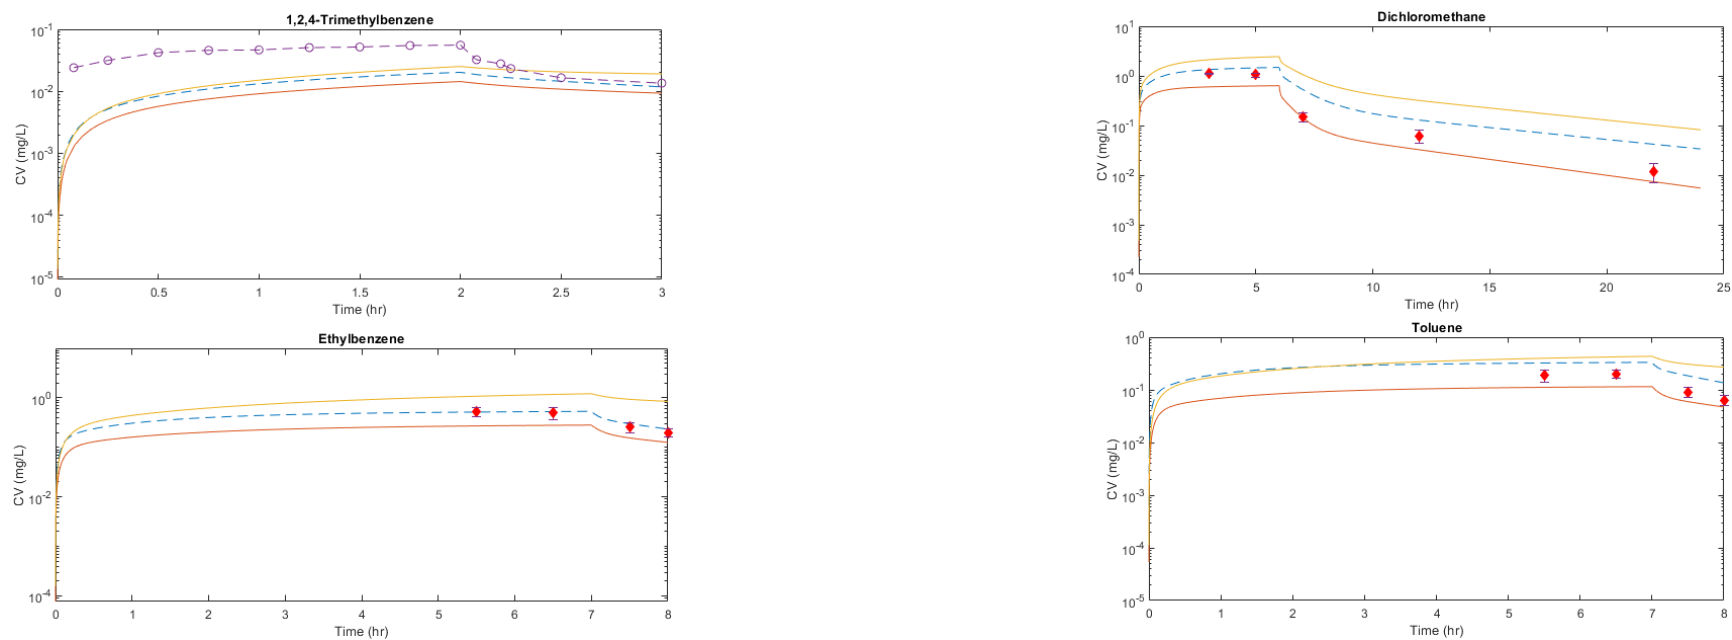 1,2,4-Trimethylbenzene
CV (mg/L)
10^-1
10^-2
10^-3
10^-4
10^-5
0 0.5 1 1.5 2 2.5 3
Time (hr)
Dichloromethane
CV (mg/L)
10^1
10^0
10^-1
10^-2
10^-3
10^-4
0 5 10 15 20 25
Time (hr)
Ethylbenzene
CV (mg/L)
10^0
10^-2
10^-4
0 1 2 3 4 5 6 7 8
Time (hr)
Toluene
CV (mg/L)
10^0
10^-1
10^-2
10^-3
10^-4
10^-5
0 1 2 3 4 5 6 7 8
Time (hr)